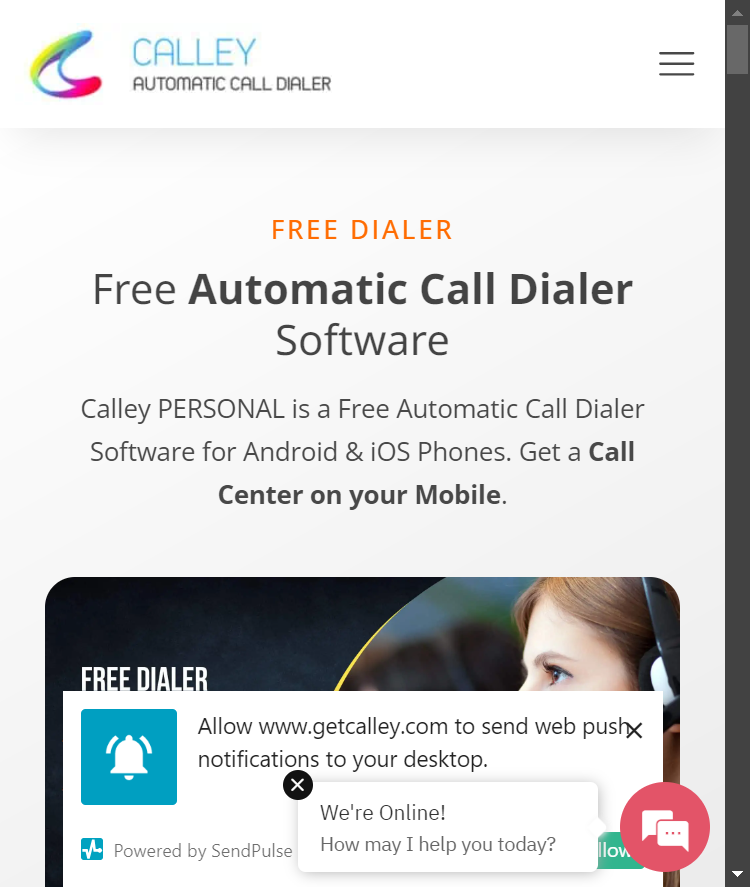 CALLEY
AUTOMATIC CALL DIALER
FREE DIALER
Free Automatic Call Dialer
Software
Calley PERSONAL is a Free Automatic Call Dialer
Software for Android & iOS Phones. Get a Call
Center on your Mobile.
FREE DIALER
Allow www.getcalley.com to send web push
notifications to your desktop.
We're Online!
How may I help you today?
Powered by SendPulse